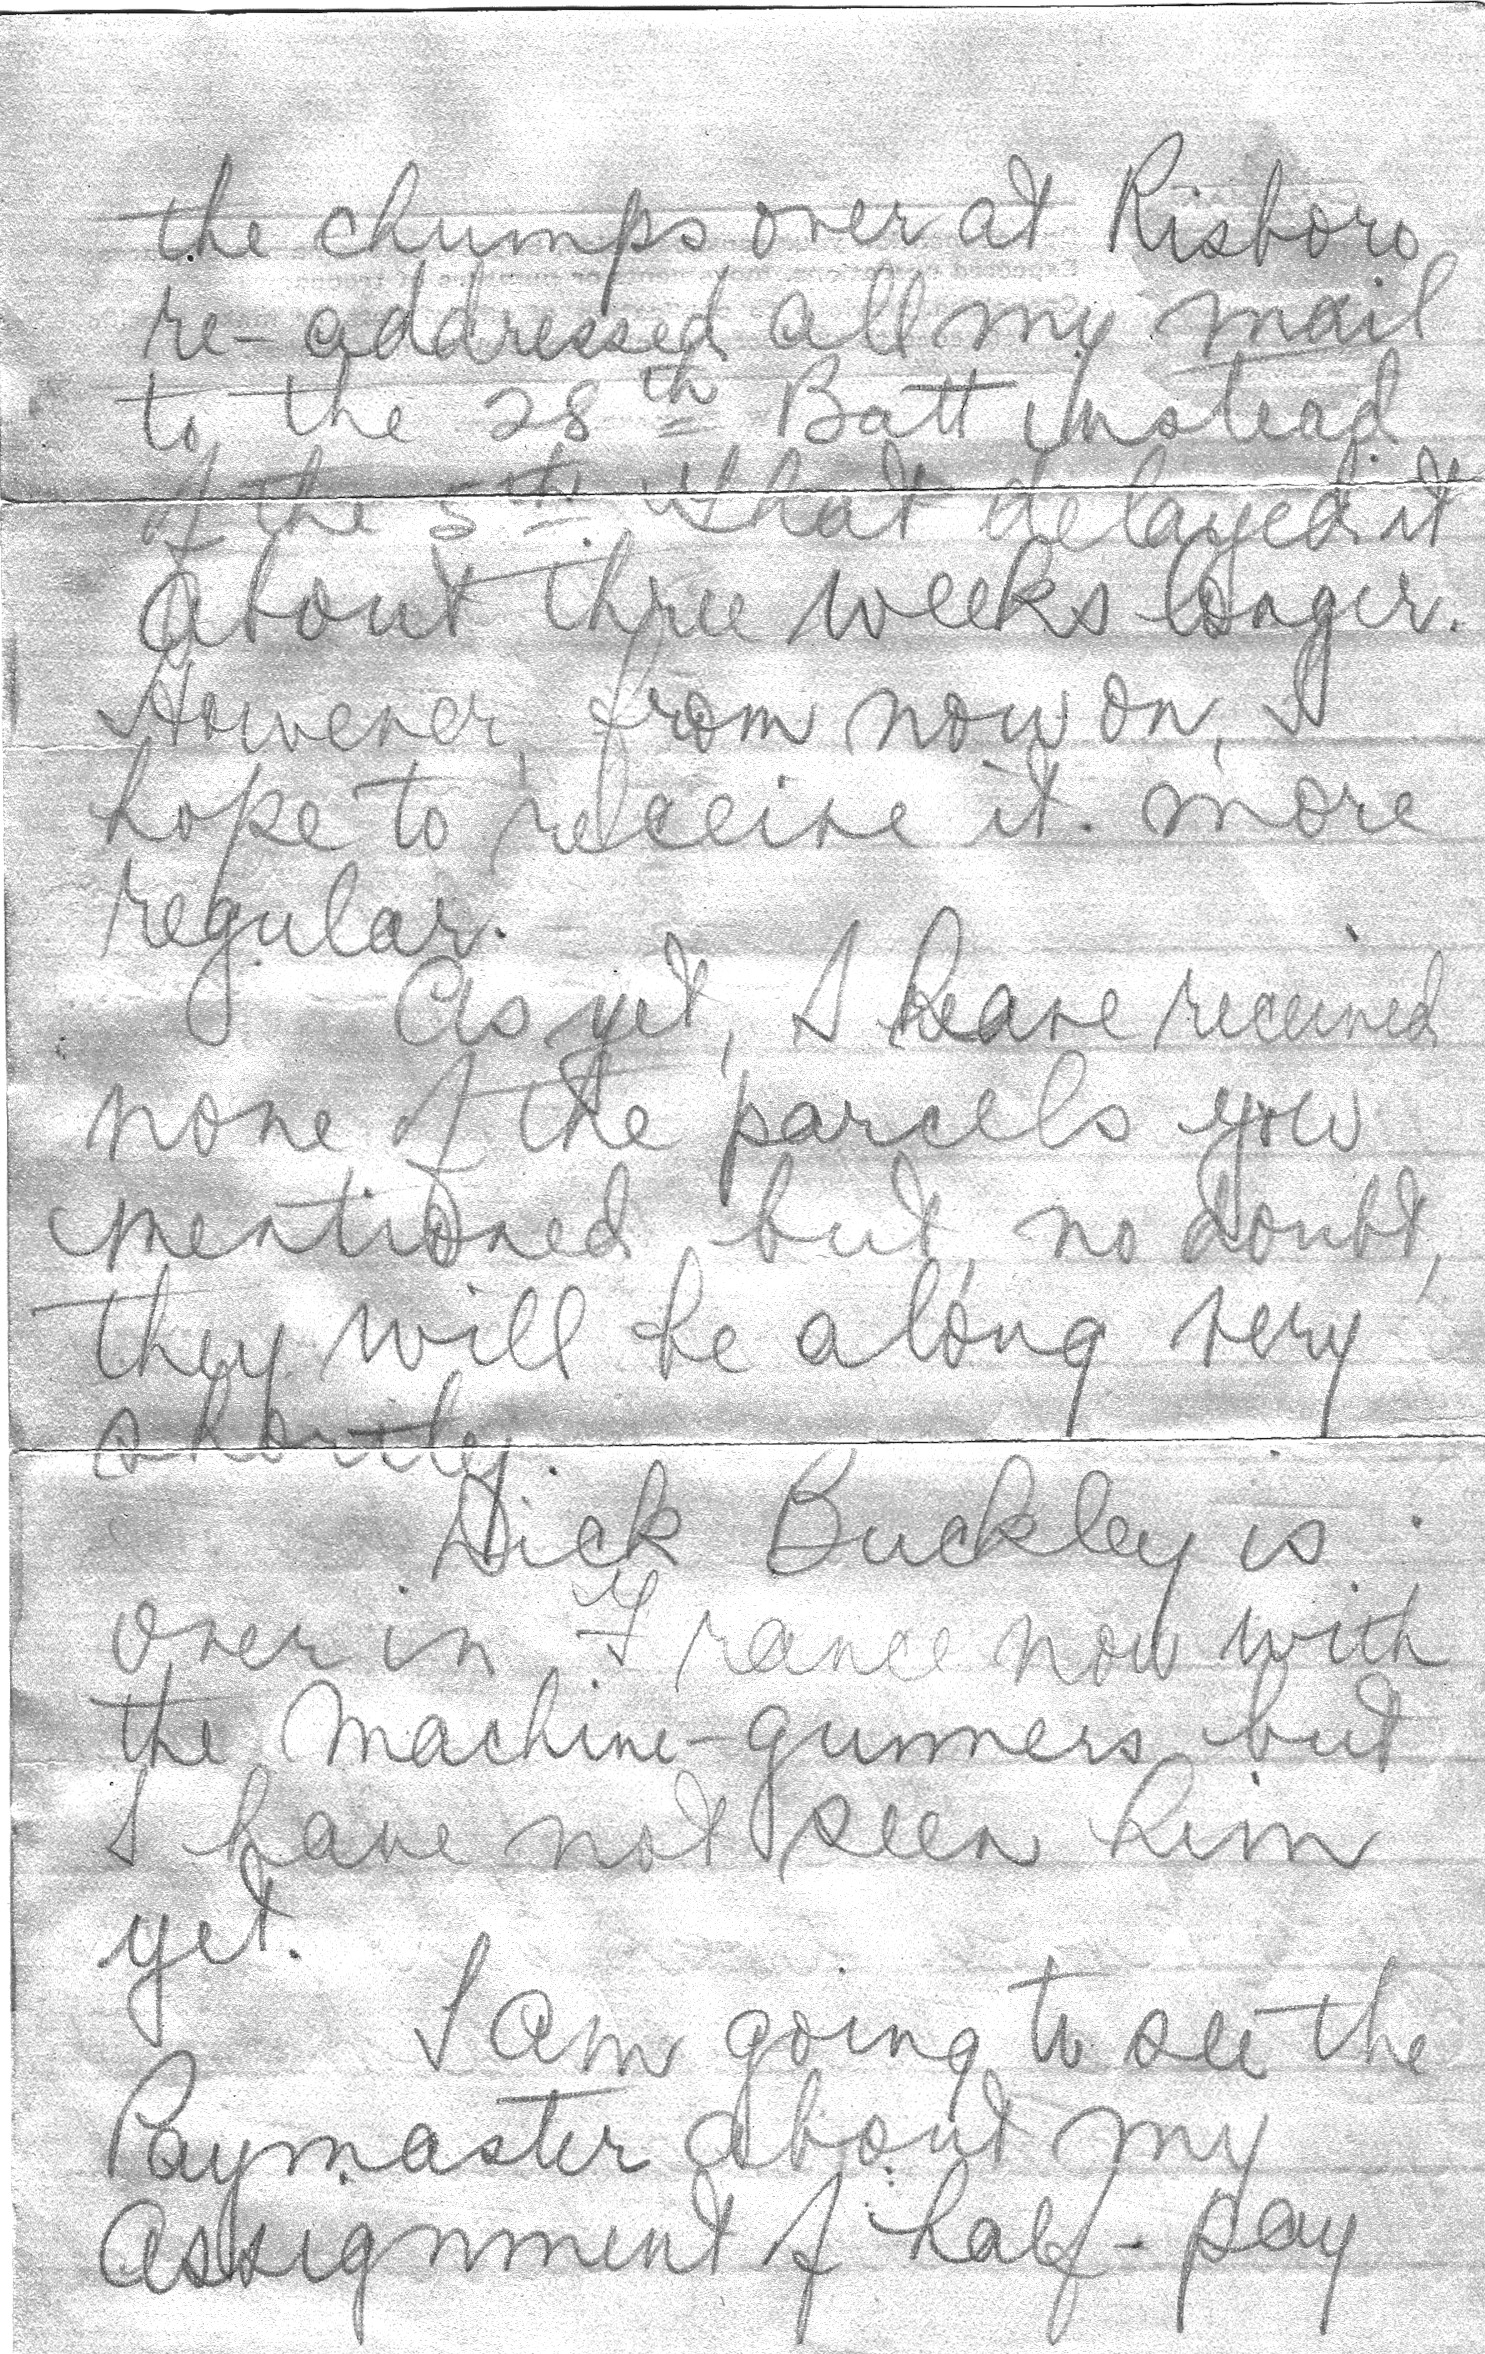 the chumps over at Risboro
re-addressed all my mail
to the 28th Batt instead
of the 5th. That delayed it
about three weeks longer.
However, from now on, I
hope to receive it more
regular.
As yet, I have received
none of the parcels you
mentioned but, no doubt,
they will be along very
shortly.
Dick Buckley is
over in France now with
the machine-gunners but
I have not seen him
yet.
I am going to see the
Paymaster about my
assignment of half-pay